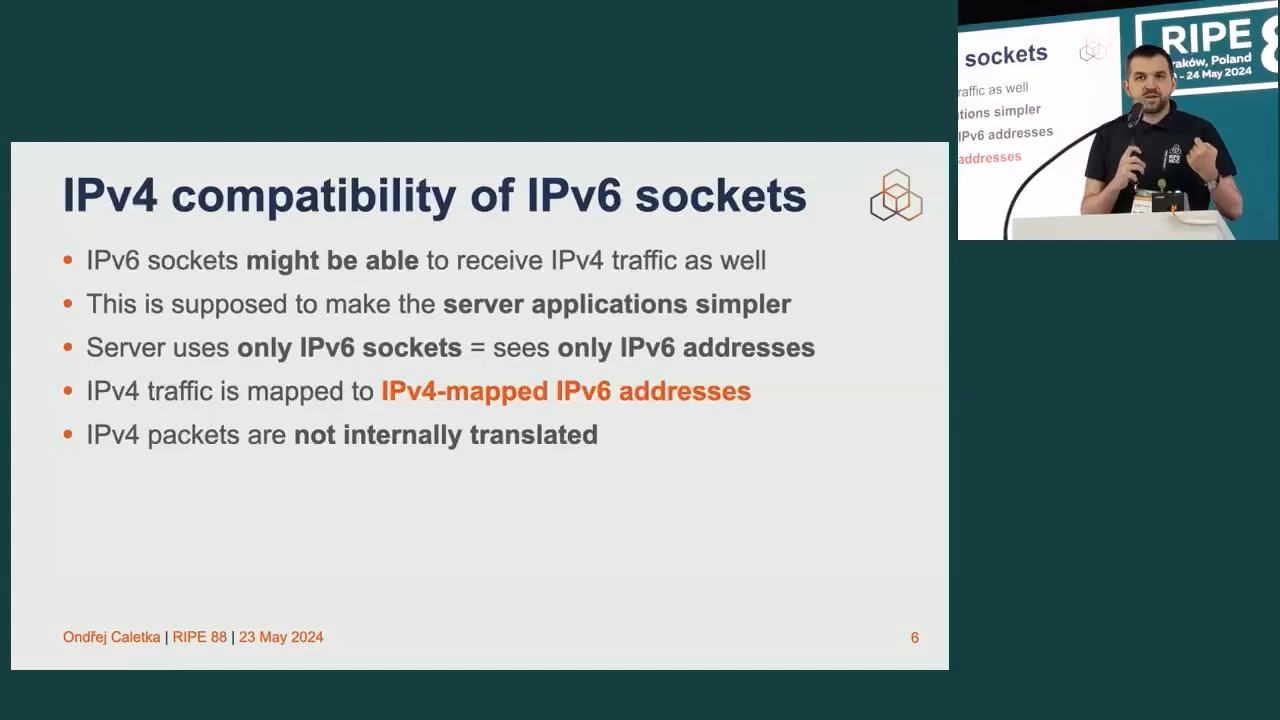 IPv4 compatibility of IPv6 sockets
IPv6 sockets might be able to receive IPv4 traffic as well
This is supposed to make the server applications simpler
Server uses only IPv6 sockets = sees only IPv6 addresses
IPv4 traffic is mapped to IPv4-mapped IPv6 addresses
IPv4 packets are not internally translated
Ondřej Caletka | RIPE 88 | 23 May 2024
6
sockets
raffic as well
tions simpler
IPv6 addresses
addresses
RIPE 8
raków, Poland
- 24 May 2024
RIPE
NCC